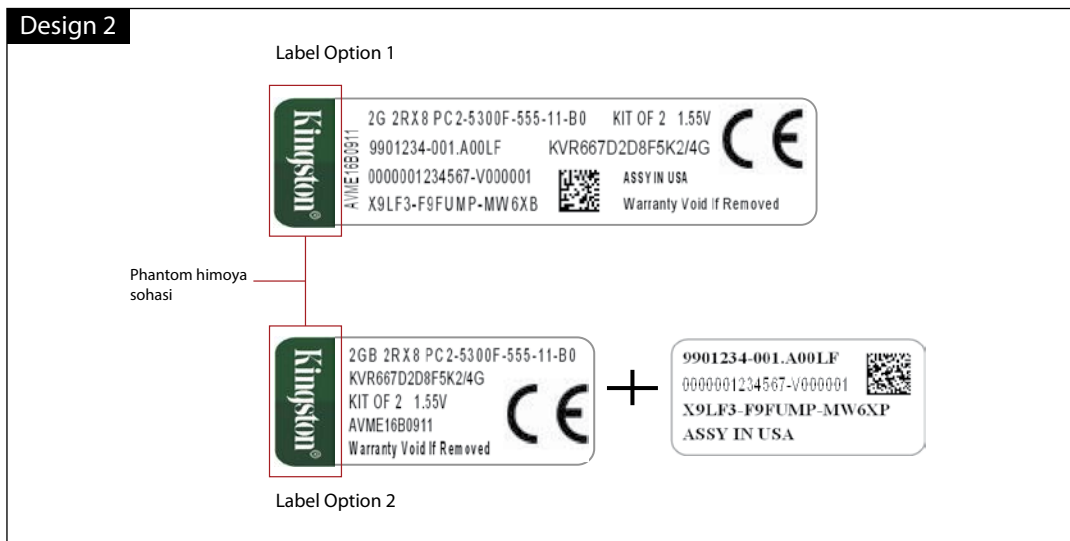 Design 2
Label Option 1
Kingston®
AVME16B0911
2G 2RX8 PC2-5300F-555-11-B0 KIT OF 2 1.55V
9901234-001.A00LF KVR667D2D8F5K2/4G
0000001234567-V000001 ASSY IN USA
X9LF3-F9FUMP-MW6XB Warranty Void If Removed
CE
Phantom himoya
sohasi
Kingston®
2GB 2RX8 PC2-5300F-555-11-B0
KVR667D2D8F5K2/4G
KIT OF 2 1.55V
AVME16B0911
Warranty Void If Removed
CE
+
9901234-001.A00LF
0000001234567-V000001
X9LF3-F9FUMP-MW6XP
ASSY IN USA
Label Option 2